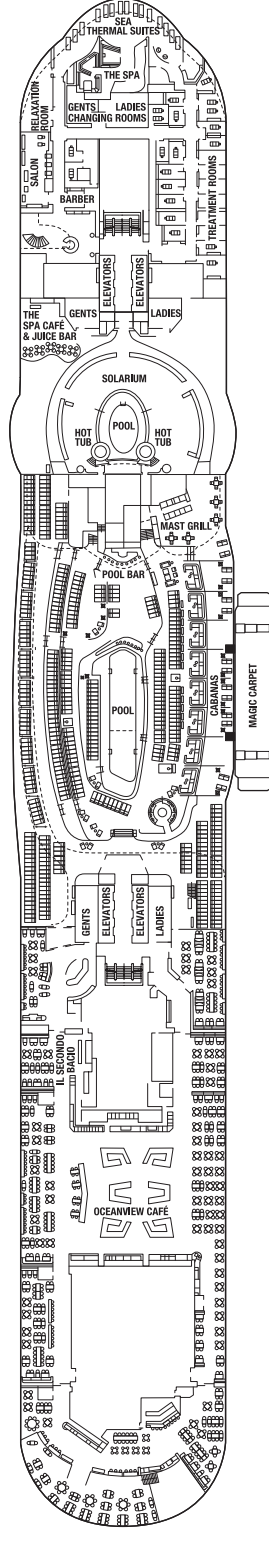 SEA
THERMAL SUITES
THE SPA
RELAXATION
ROOM
GENTS
CHANGING
LADIES
ROOMS
SALON
BARBER
TREATMENT ROOMS
ELEVATORS
ELEVATORS
THE
SPA CAFÉ
& JUICE BAR
GENTS
LADIES
SOLARIUM
HOT
TUB
POOL
HOT
TUB
MAST GRILL
POOL BAR
POOL
CABANAS
MAGIC CARPET
GENTS
ELEVATORS
ELEVATORS
LADIES
IL SECONDO
BACIO
OCEANVIEW CAFÉ